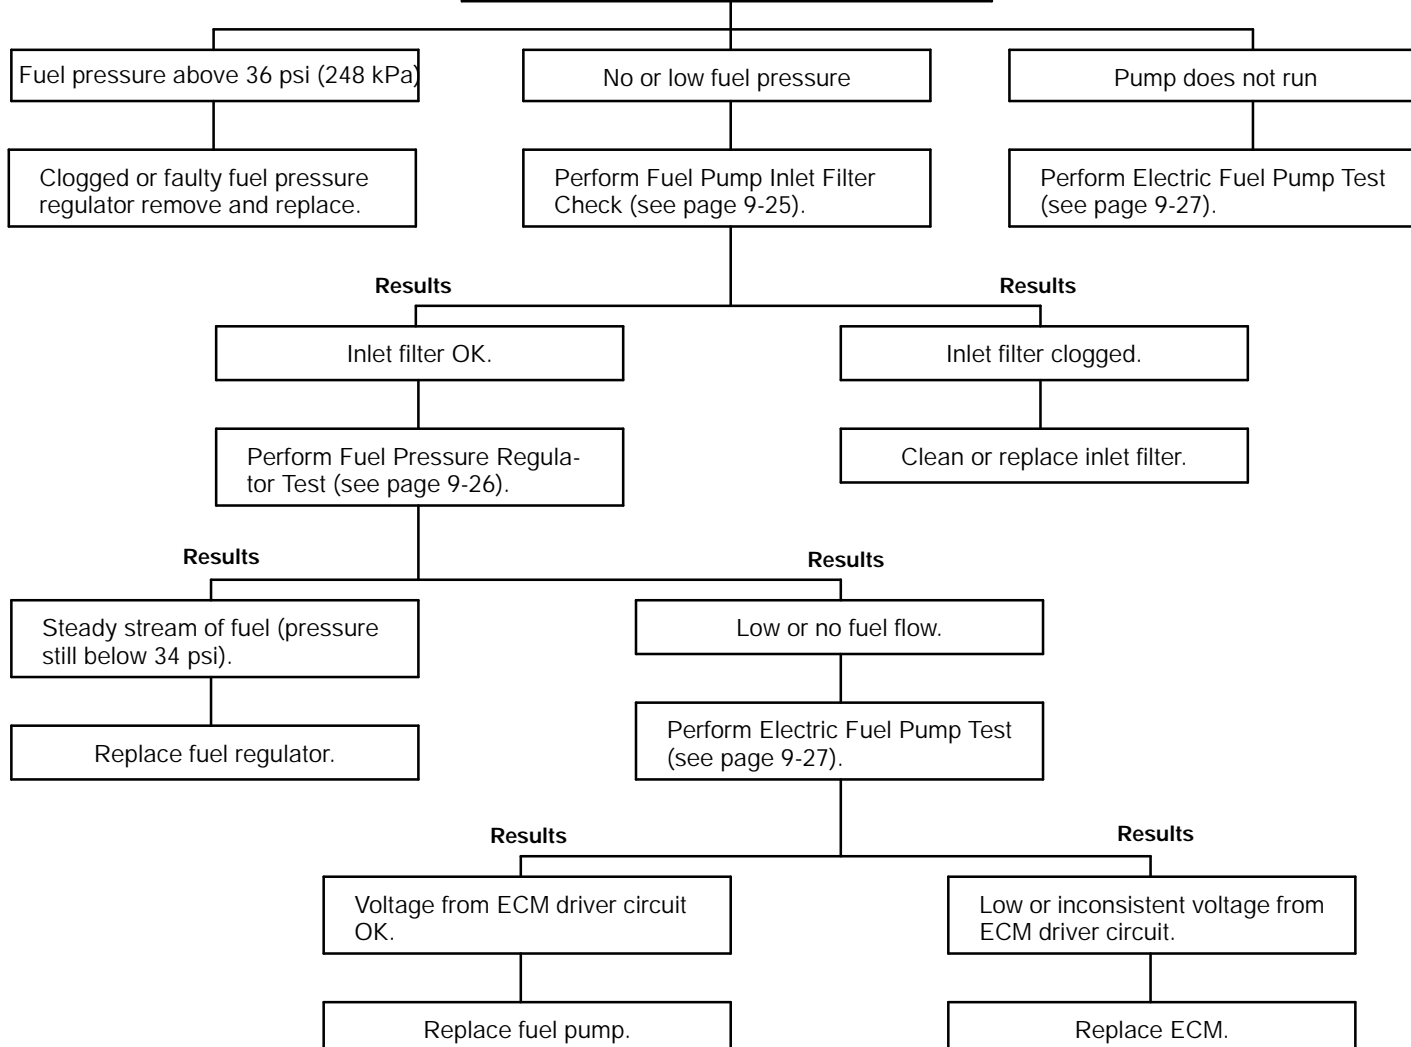 Fuel pressure above 36 psi (248 kPa)
No or low fuel pressure
Pump does not run
Clogged or faulty fuel pressure
regulator remove and replace.
Perform Fuel Pump Inlet Filter
Check (see page 9-25).
Perform Electric Fuel Pump Test
(see page 9-27).
Results
Results
Inlet filter OK.
Inlet filter clogged.
Perform Fuel Pressure Regula-
tor Test (see page 9-26).
Clean or replace inlet filter.
Results
Results
Steady stream of fuel (pressure
still below 34 psi).
Low or no fuel flow.
Replace fuel regulator.
Perform Electric Fuel Pump Test
(see page 9-27).
Results
Results
Voltage from ECM driver circuit
OK.
Low or inconsistent voltage from
ECM driver circuit.
Replace fuel pump.
Replace ECM.